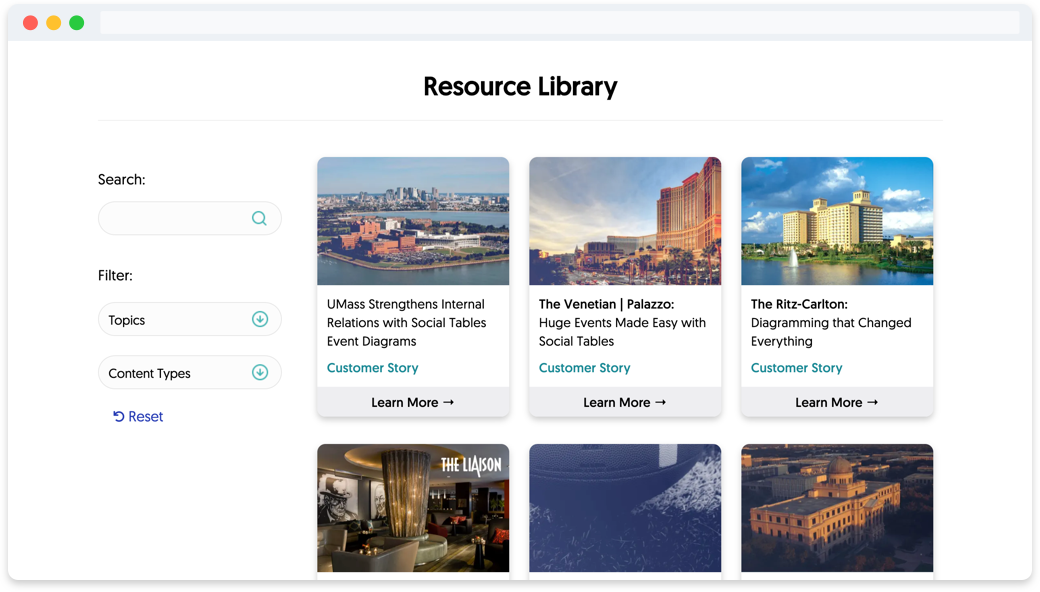 Resource Library
Search:
Filter:
Topics
Content Types
Reset
UMass Strengthens Internal
Relations with Social Tables
Event Diagrams
Customer Story
Learn More →
The Venetian | Palazzo:
Huge Events Made Easy with
Social Tables
Customer Story
Learn More →
The Ritz-Carlton:
Diagramming that Changed
Everything
Customer Story
Learn More →
THE LIAISON